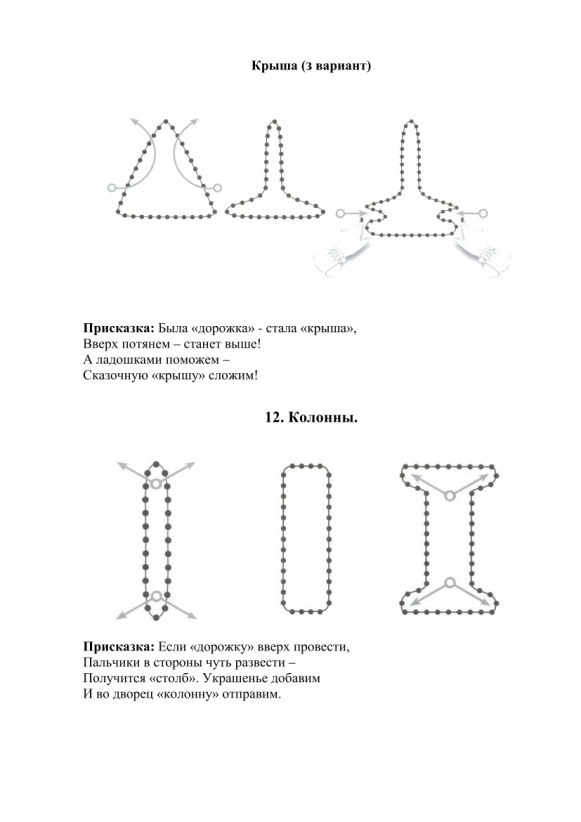 Крыша (3 вариант)
Присказка: Была «дорожка» - стала «крыша»,
Вверх потянем – станет выше!
А ладошками поможем –
Сказочную «крышу» сложим!
12. Колонны.
Присказка: Если «дорожку» вверх провести,
Пальчики в стороны чуть развести –
Получится «столб». Украшенье добавим
И во дворец «колонну» отправим.